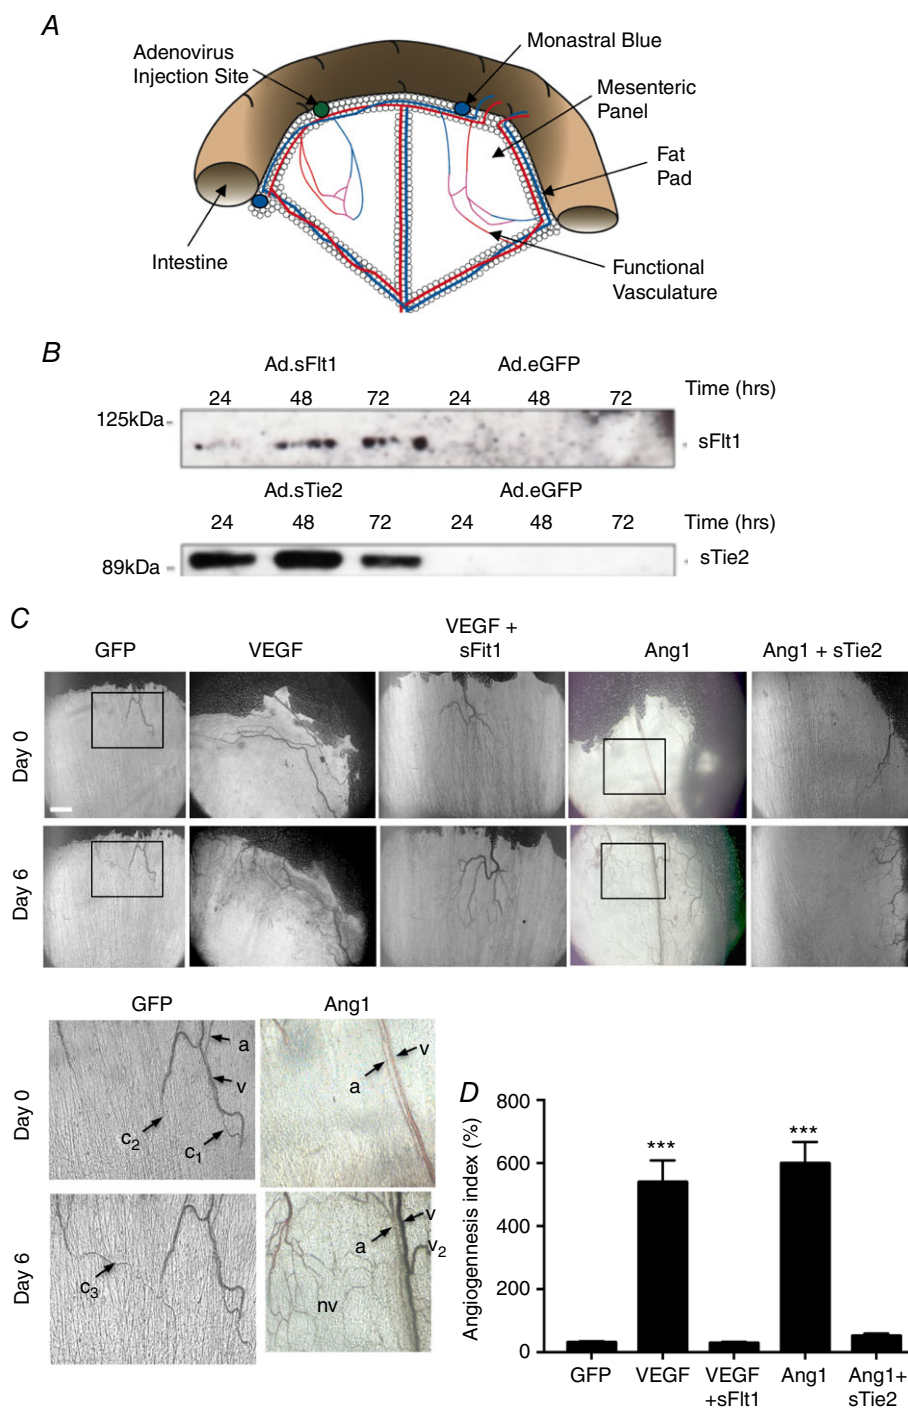 A
Adenovirus
Injection Site
Monastral Blue
Mesenteric
Panel
Fat
Pad
Intestine
Functional
Vasculature
B
Ad.sFlt1
Ad.eGFP
24 48 72 24 48 72 Time (hrs)
125kDa
sFlt1
Ad.sTie2
Ad.eGFP
24 48 72 24 48 72 Time (hrs)
89kDa
sTie2
C
GFP
VEGF
VEGF +
sFit1
Ang1
Ang1 + sTie2
Day 0
Day 6
GFP
Ang1
Day 0
a
v
c2
c1
v
a
Day 6
c3
v
a
v2
nv
D
Angiogennesis index (%)
800
600
400
200
0
***
***
GFP
VEGF
VEGF
+sFlt1
Ang1
Ang1+
sTie2